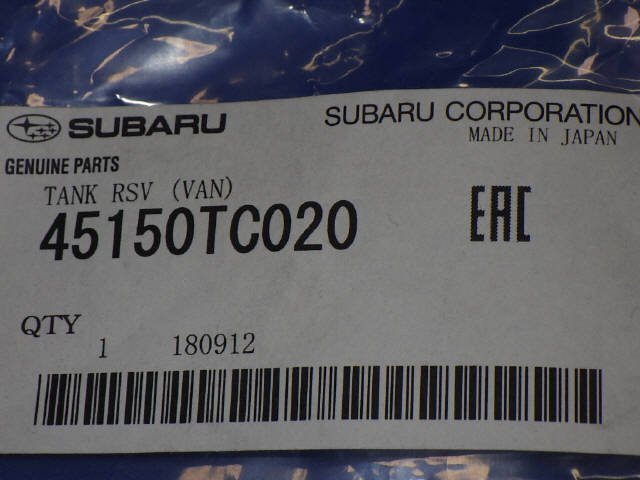 SUBARU
SUBARU CORPORATION
MADE IN JAPAN
GENUINE PARTS
TANK RSV (VAN)
45150TC020
EAC
QTY
1 180912